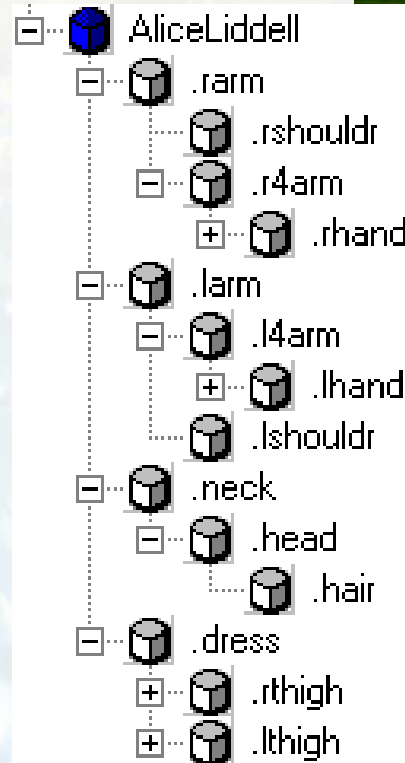 AliceLiddell
.rarm
.rshouldr
.r4arm
.rhand
.larm
.l4arm
.lhand
.lshouldr
.neck
.head
.hair
.dress
.rthigh
.lthigh